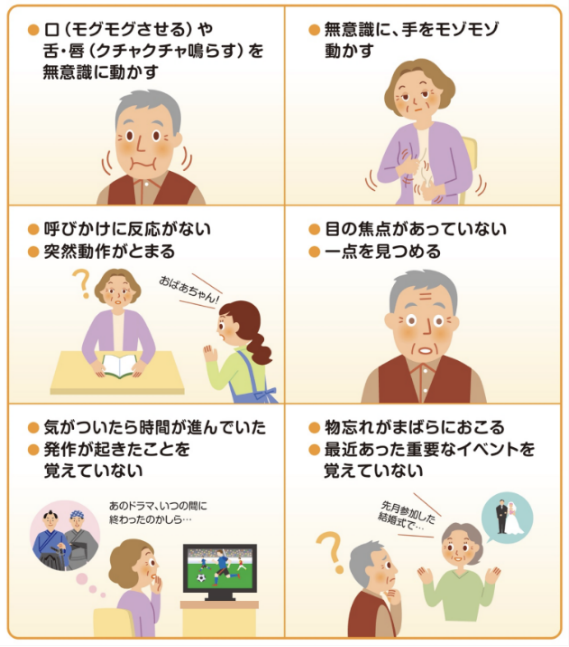 ● 口(モグモグさせる)や
舌・唇(クチャクチャ鳴らす)を
無意識に動かす
● 無意識に、手をモゾモゾ
動かす
● 呼びかけに反応がない
● 突然動作がとまる
?
おばあちゃん!
● 目の焦点があっていない
● 一点を見つめる
● 気がついたら時間が進んでいた
● 発作が起きたことを
覚えていない
あのドラマ、いつの間に
終わったのかしら…
● 物忘れがまばらにおこる
● 最近あった重要なイベントを
覚えていない
先月参加した
結婚式で…
?